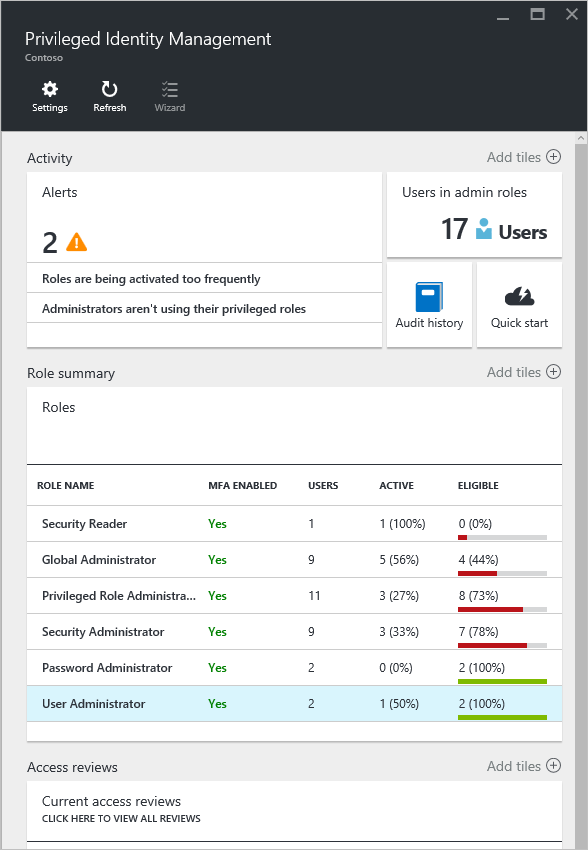 Privileged Identity Management
Contoso
Settings Refresh Wizard
Activity Add tiles
Alerts
2
Roles are being activated too frequently
Administrators aren't using their privileged roles
Users in admin roles
17 Users
Audit history Quick start
Role summary Add tiles
Roles
ROLE NAME MFA ENABLED USERS ACTIVE ELIGIBLE
Security Reader Yes 1 1 (100%) 0 (0%)
Global Administrator Yes 9 5 (56%) 4 (44%)
Privileged Role Administra... Yes 11 3 (27%) 8 (73%)
Security Administrator Yes 9 3 (33%) 7 (78%)
Password Administrator Yes 2 0 (0%) 2 (100%)
User Administrator Yes 2 1 (50%) 2 (100%)
Access reviews Add tiles
Current access reviews
CLICK HERE TO VIEW ALL REVIEWS